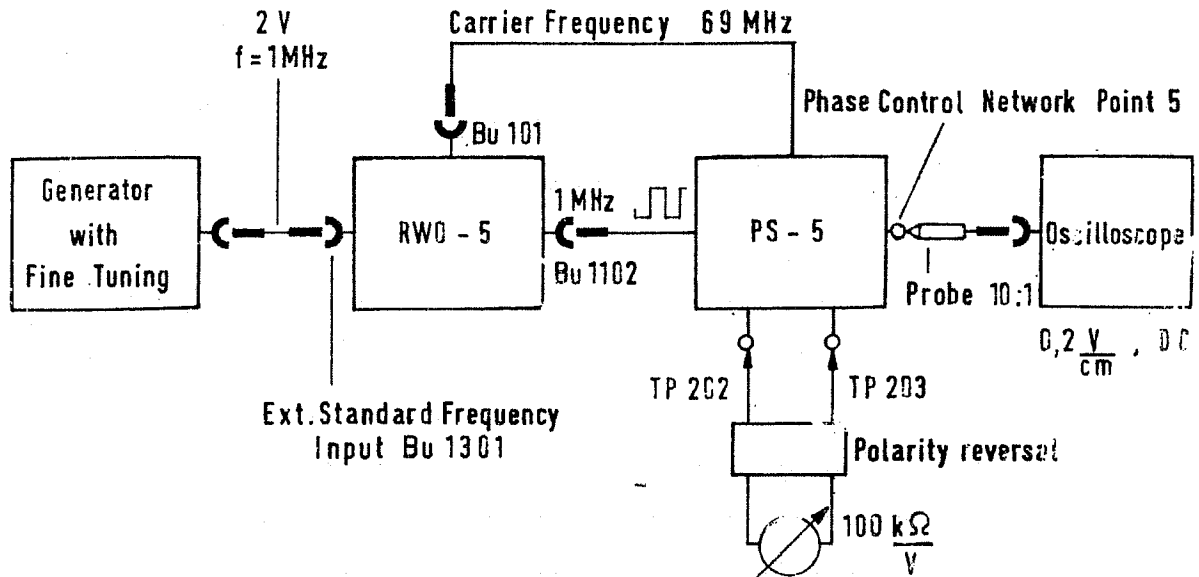 2 V
f = 1 MHz
Carrier Frequency 69 MHz
Phase Control Network Point 5
Bu 101
Generator
with
Fine Tuning
RWO - 5
1 MHz
Bu 1102
PS - 5
Oscilloscope
Probe 10:1
0,2 V/cm , DC
Ext. Standard Frequency
Input Bu 1301
TP 202
TP 203
Polarity reversal
100 kΩ/V